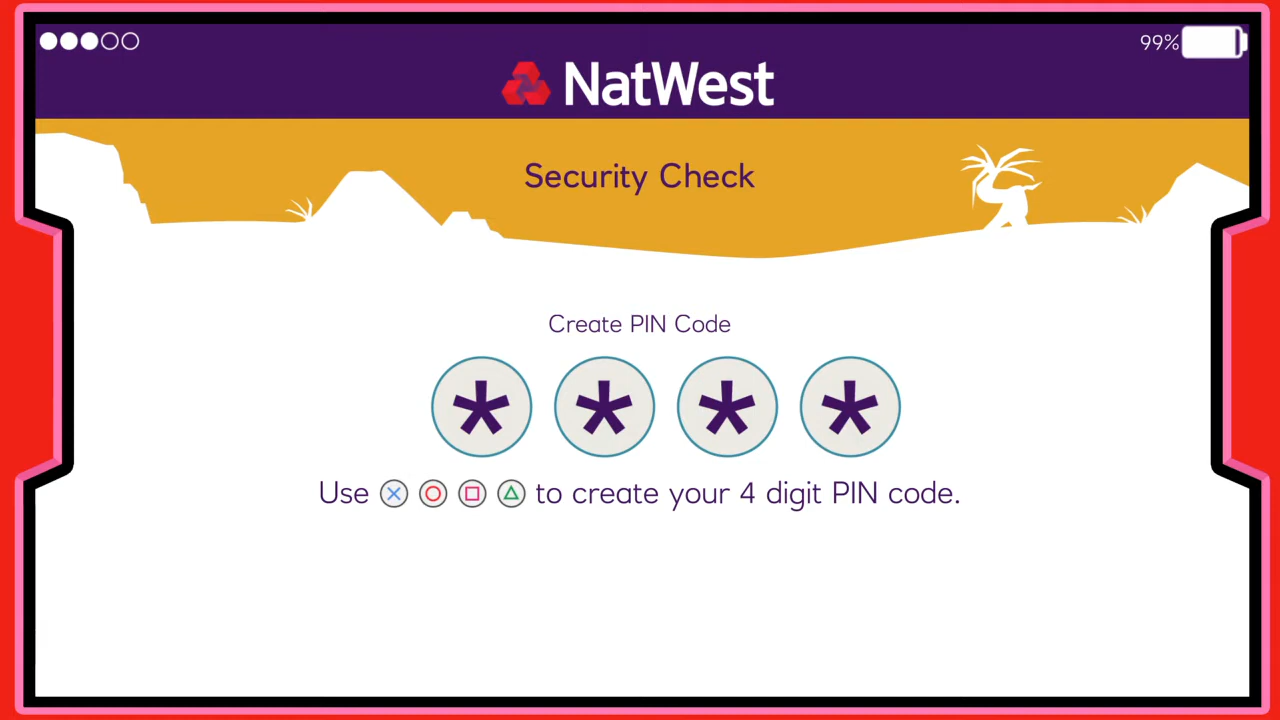 99%
NatWest
Security Check
Create PIN Code
* * * *
Use ⓧ ○ □ △ to create your 4 digit PIN code.